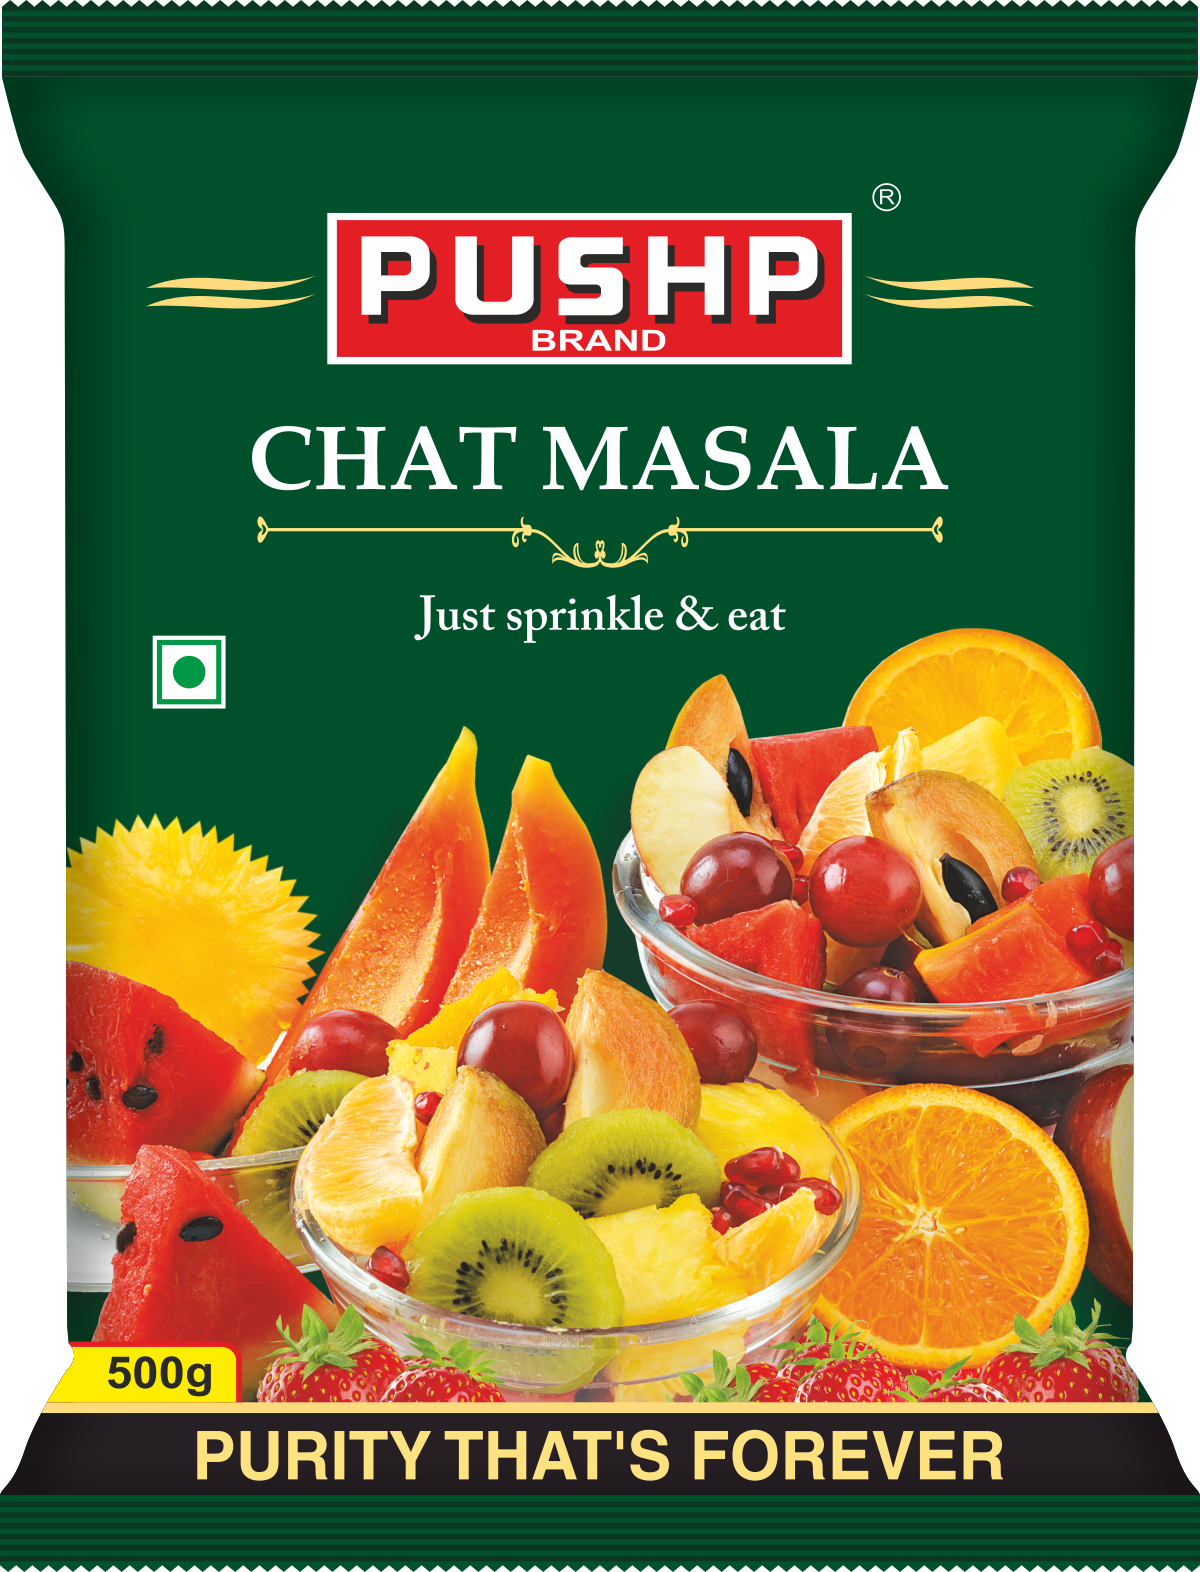 ®
PUSHP
BRAND
CHAT MASALA
Just sprinkle & eat
500g
PURITY THAT'S FOREVER